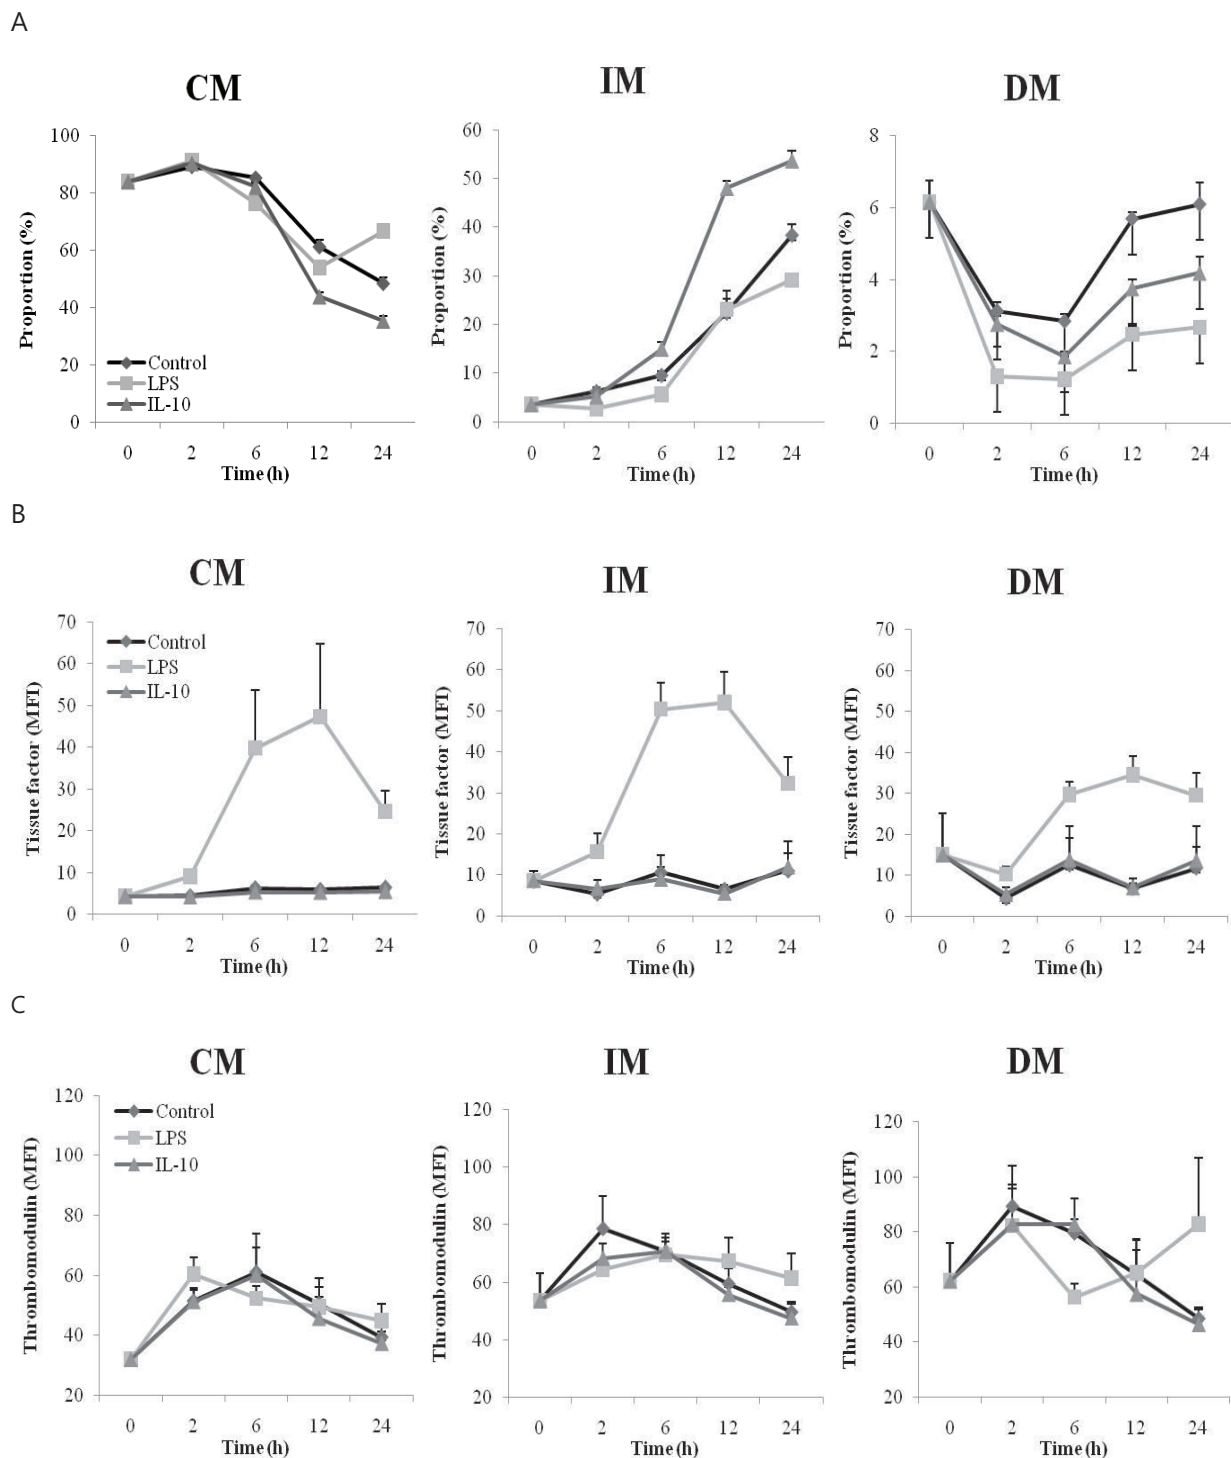 A
CM
IM
DM
100
80
60
40
20
0
Proportion (%)
Control
LPS
IL-10
0 2 6 12 24
Time (h)
60
50
40
30
20
10
0
Proportion (%)
0 2 6 12 24
Time (h)
8
6
4
2
0
Proportion (%)
0 2 6 12 24
Time (h)
B
CM
IM
DM
70
60
50
40
30
20
10
0
Tissue factor (MFI)
Control
LPS
IL-10
0 2 6 12 24
Time (h)
70
60
50
40
30
20
10
0
Tissue factor (MFI)
0 2 6 12 24
Time (h)
70
60
50
40
30
20
10
0
Tissue factor (MFI)
0 2 6 12 24
Time (h)
C
CM
IM
DM
120
100
80
60
40
20
Thrombomodulin (MFI)
Control
LPS
IL-10
0 2 6 12 24
Time (h)
120
100
80
60
40
20
Thrombomodulin (MFI)
0 2 6 12 24
Time (h)
120
100
80
60
40
20
Thrombomodulin (MFI)
0 2 6 12 24
Time (h)